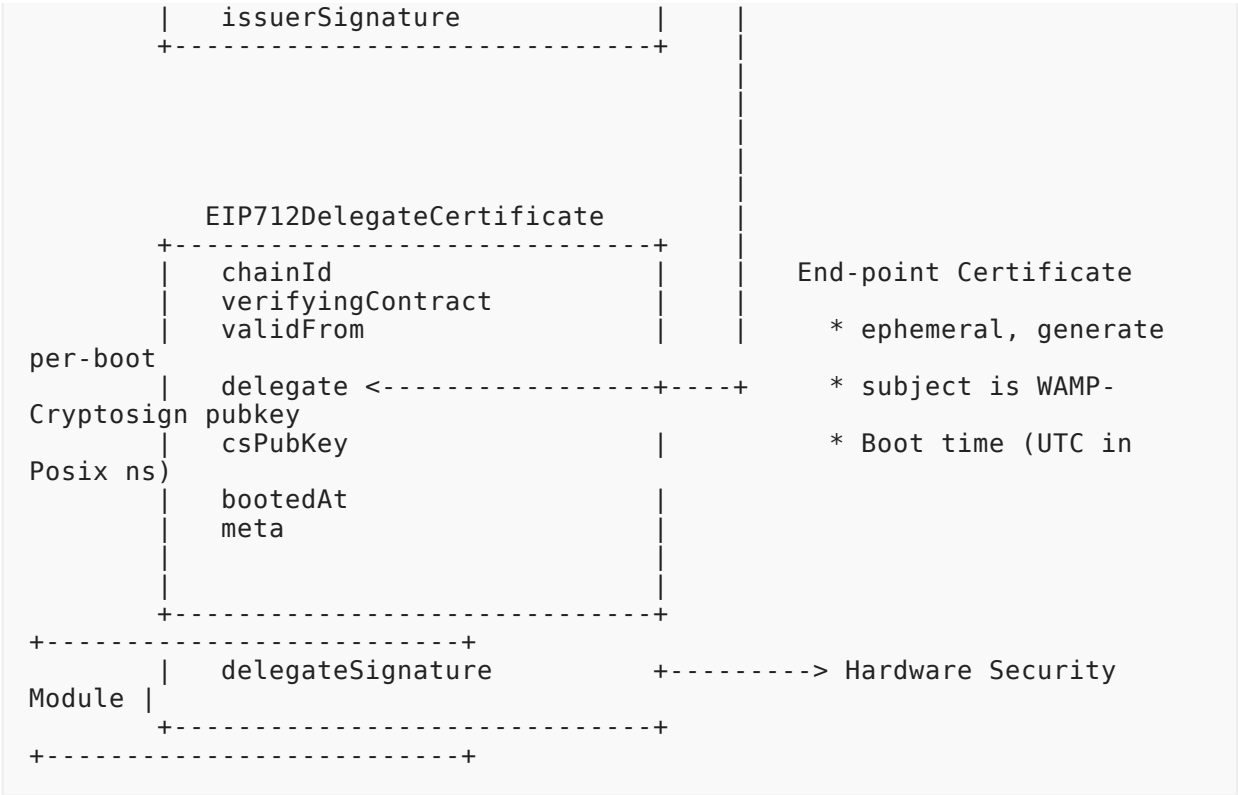 |   issuerSignature            |    |
+------------------------------+    |
|
|
|
|
|
EIP712DelegateCertificate        |
+------------------------------+    |
|   chainId                    |    |   End-point Certificate
|   verifyingContract          |    |
|   validFrom                  |    |     * ephemeral, generate
per-boot
|   delegate <-----------------+----+     * subject is WAMP-
Cryptosign pubkey
|   csPubKey                   |          * Boot time (UTC in
Posix ns)
|   bootedAt                   |
|   meta                       |
|                              |
|                              |
+------------------------------+
+--------------------------+
|   delegateSignature          +---------> Hardware Security
Module |
+------------------------------+
+--------------------------+